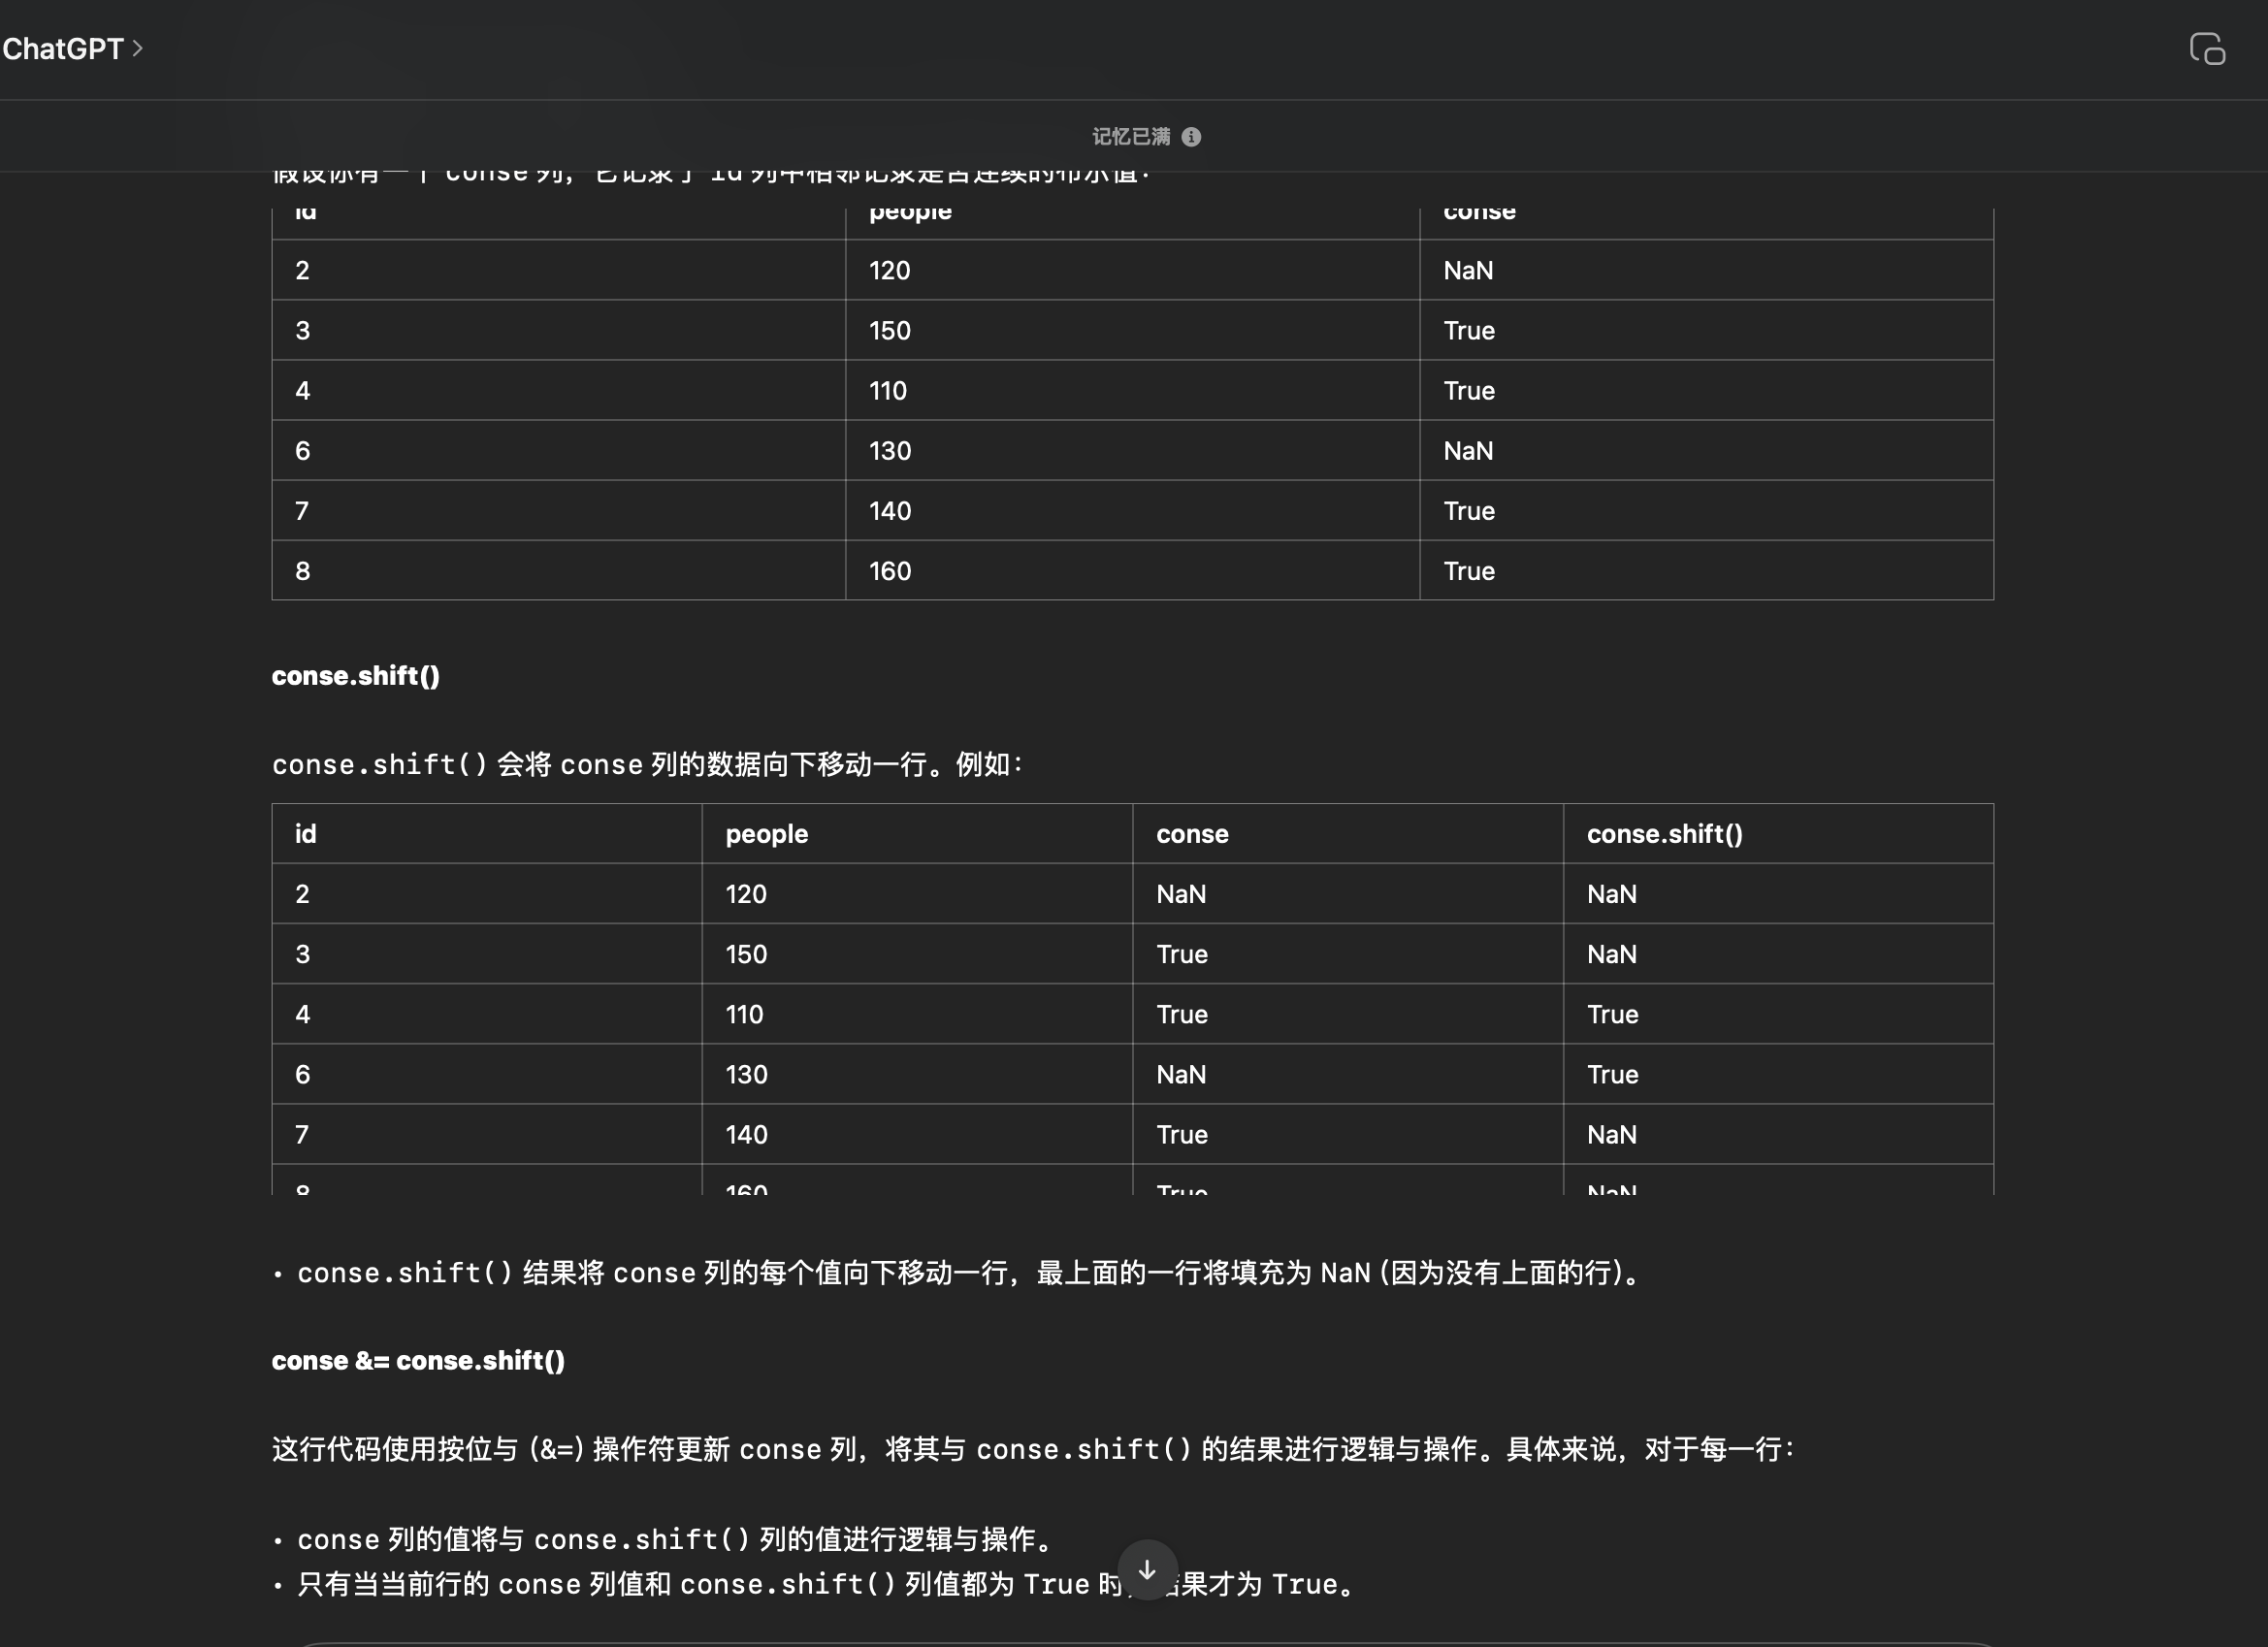 ChatGPT
记忆已满
假设你有一个 conse 列，它记录了 id 列中相邻记录是否连续的布尔值：
id people conse
2 120 NaN
3 150 True
4 110 True
6 130 NaN
7 140 True
8 160 True
conse.shift()
conse.shift() 会将 conse 列的数据向下移动一行。例如：
id people conse conse.shift()
2 120 NaN NaN
3 150 True NaN
4 110 True True
6 130 NaN True
7 140 True NaN
8 160 True NaN
• conse.shift() 结果将 conse 列的每个值向下移动一行，最上面的一行将填充为 NaN (因为没有上面的行)。
conse &= conse.shift()
这行代码使用按位与 (&=) 操作符更新 conse 列，将其与 conse.shift() 的结果进行逻辑与操作。具体来说，对于每一行：
• conse 列的值将与 conse.shift() 列的值进行逻辑与操作。
• 只有当当前行的 conse 列值和 conse.shift() 列值都为 True 时，结果才为 True。